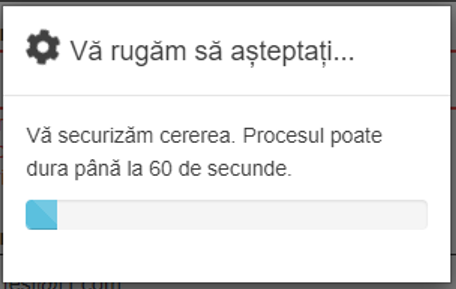 Vă rugăm să așteptați...
Vă securizăm cererea. Procesul poate
dura până la 60 de secunde.